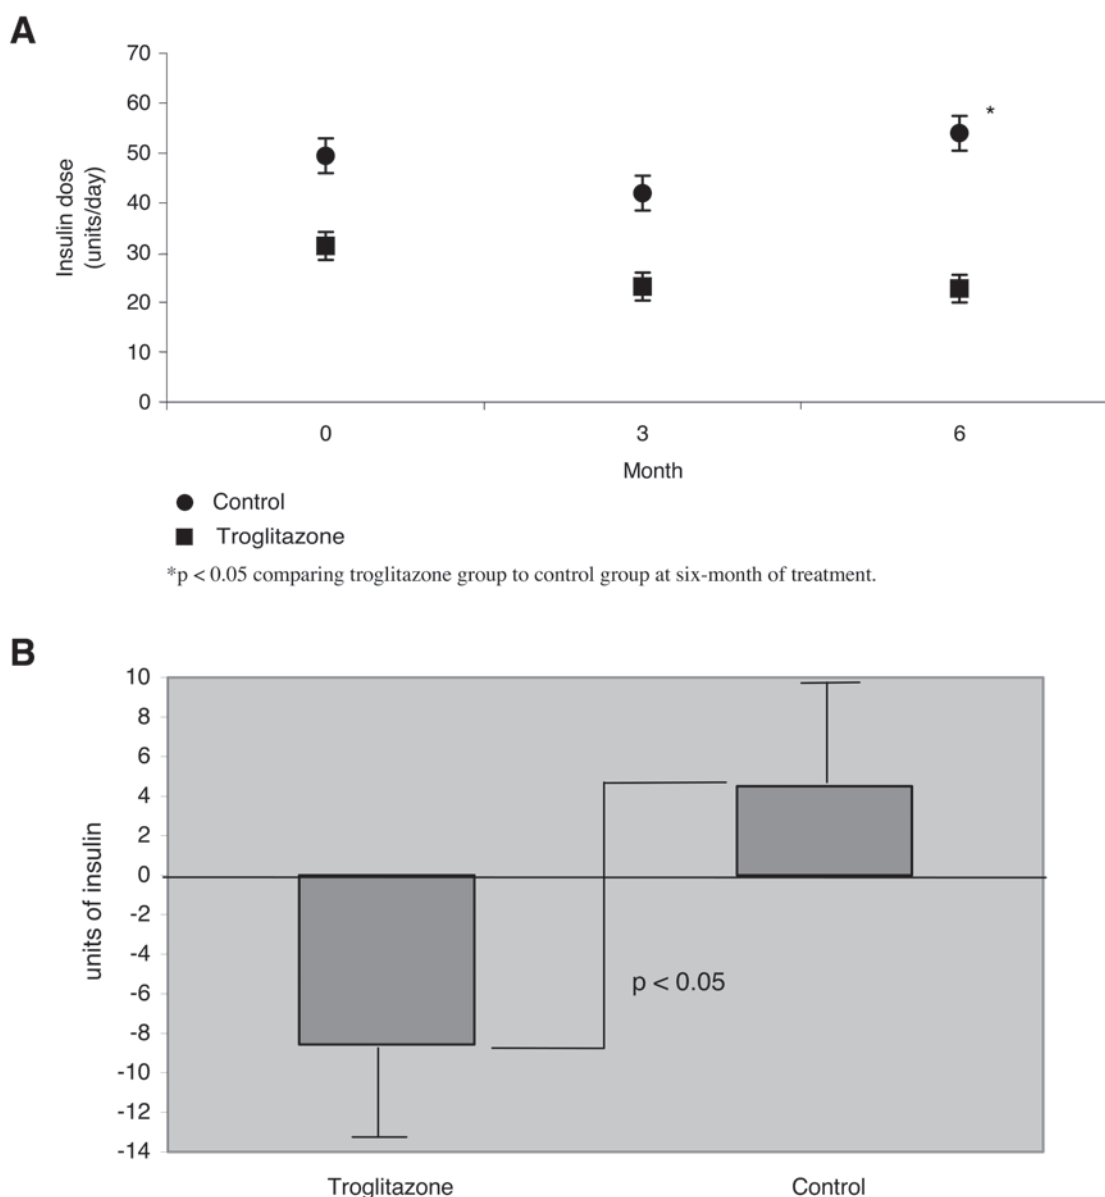 A
70
60
50
40
30
20
10
0
Insulin dose
(units/day)
*
0 3 6
Month
Control
Troglitazone
*p < 0.05 comparing troglitazone group to control group at six-month of treatment.
B
10
8
6
4
2
0
-2
-4
-6
-8
-10
-12
-14
units of insulin
p < 0.05
Troglitazone Control